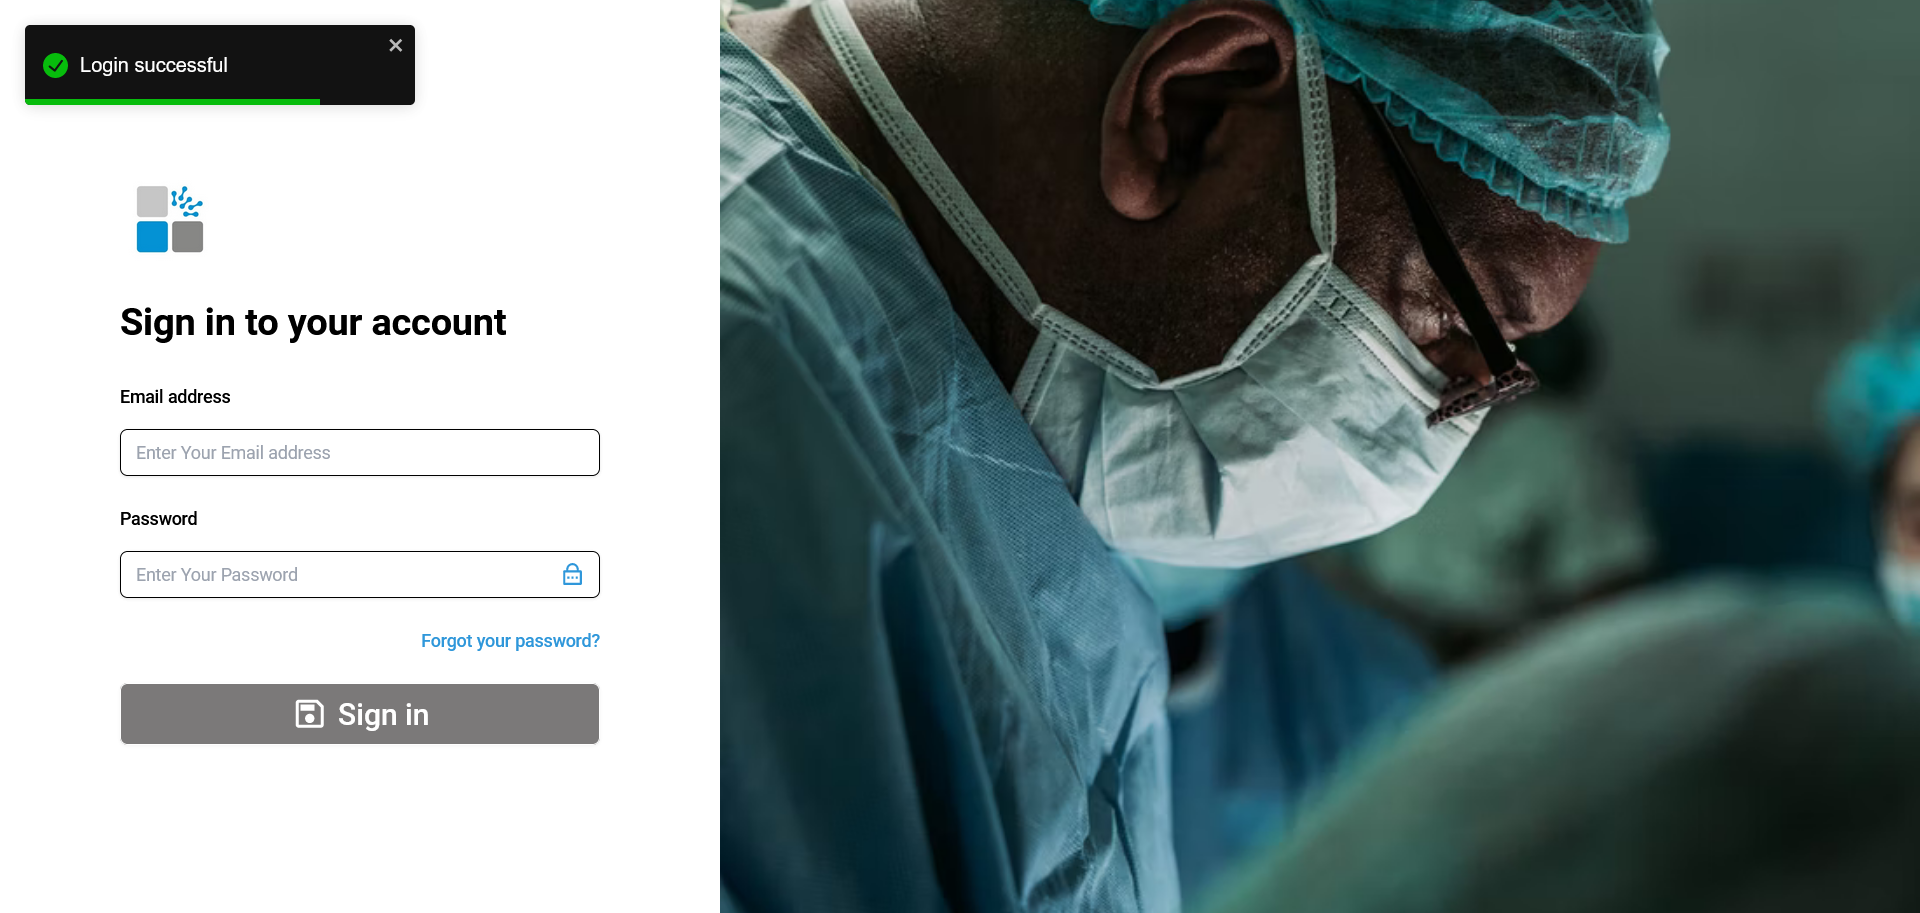 Login successful
Sign in to your account
Email address
Enter Your Email address
Password
Enter Your Password
Forgot your password?
Sign in